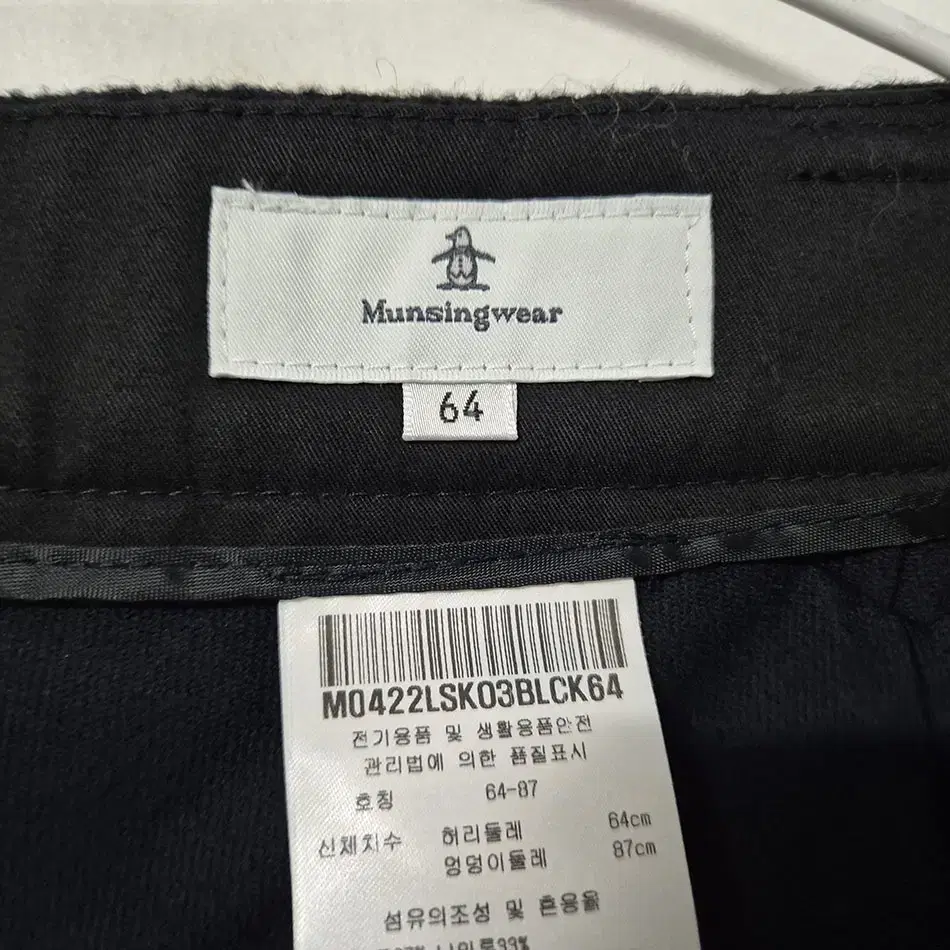 Munsingwear
64
M0422LSK03BLCK64
전기용품 및 생활용품안전
관리법에 의한 품질표시
호칭 64-87
신체치수 허리둘레 64cm
엉덩이둘레 87cm
섬유의조성 및 혼용율